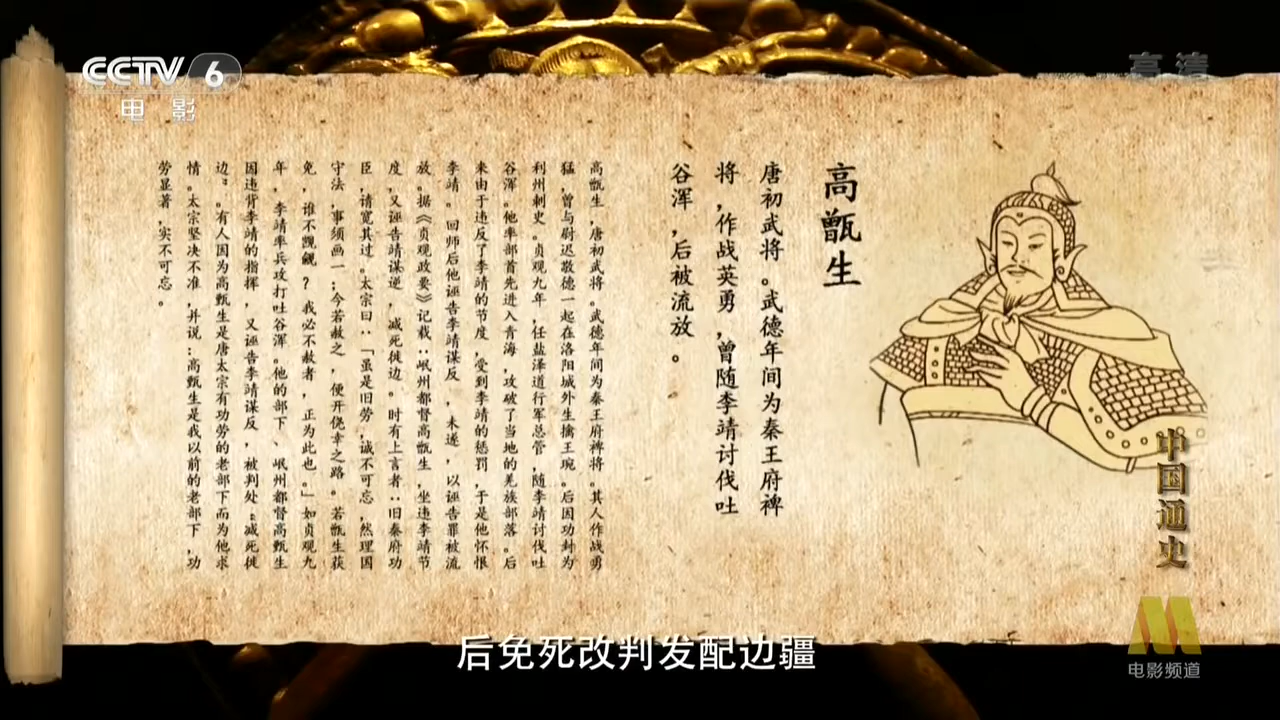 CCTV 6
电影
高清
高甑生
唐初武将。武德年间为秦王府裨
将,作战英勇,曾随李靖讨伐吐
谷浑,后被流放。
高甑生,唐初武将。武德年间为秦王府裨将。其人作战勇
猛,曾与尉迟敬德一起在洛阳城外生擒王琬。后因功封为
利州刺史。贞观九年,任盐泽道行军总管,随李靖讨伐吐
谷浑。他率部首先进入青海,攻破了当地的羌族部落。后
来由于违反了李靖的节度,受到李靖的惩罚,于是他怀恨
李靖。回师后他诬告李靖谋反,未遂,以诬告罪被流
放。据《贞观政要》记载:岷州都督高甑生,坐违李靖节
度,又诬告靖谋逆,减死徙边。时有上言者:旧秦府功
臣,请宽其过。太宗曰:「虽是旧劳,诚不可忘,然理国
守法,事须画一;今若赦之,便开侥幸之路。若甑生获
免,谁不觊觎?我必不赦者,正为此也。」如贞观九
年,李靖率兵攻打吐谷浑。他的部下、岷州都督高甑生
因违背李靖的指挥,又诬告李靖谋反,被判处“减死徙
边”。有人因为高甑生是唐太宗有功劳的老部下而为他求
情。太宗坚决不准,并说:高甑生是我以前的老部下,功
劳显著,实不可忘。
中国通史
电影频道
后免死改判发配边疆